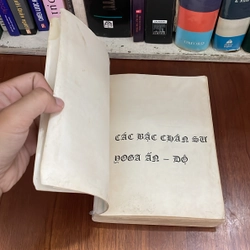 CÁC BẬC CHÂN SƯ
YOGA ẤN – ĐỘ